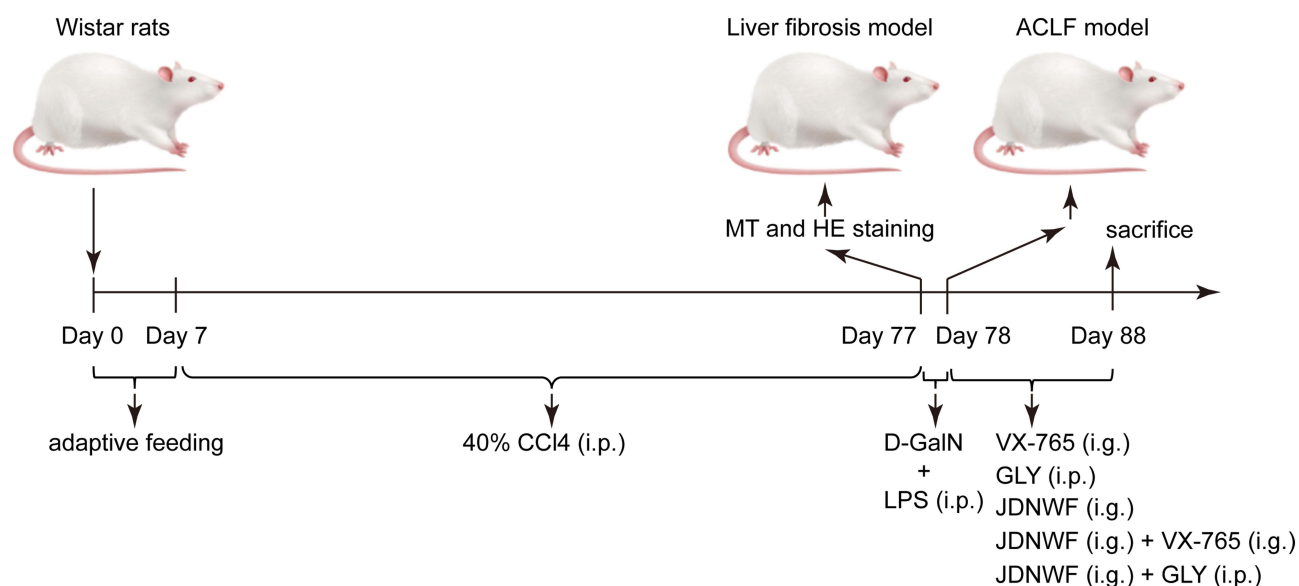 Wistar rats
Liver fibrosis model
ACLF model
MT and HE staining
sacrifice
Day 0
Day 7
Day 77
Day 78
Day 88
adaptive feeding
40% CCl4 (i.p.)
D-GalN
+
LPS (i.p.)
VX-765 (i.g.)
GLY (i.p.)
JDNWF (i.g.)
JDNWF (i.g.) + VX-765 (i.g.)
JDNWF (i.g.) + GLY (i.p.)